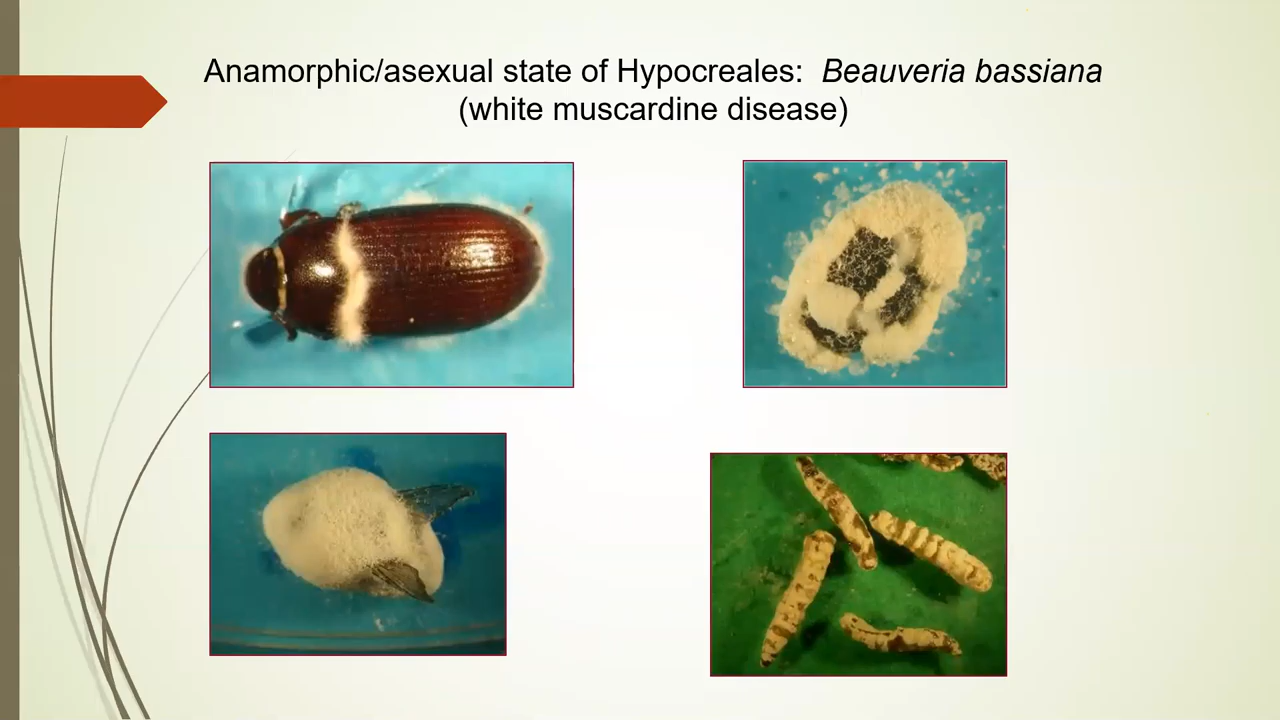 Anamorphic/asexual state of Hypocreales: Beauveria bassiana
(white muscardine disease)